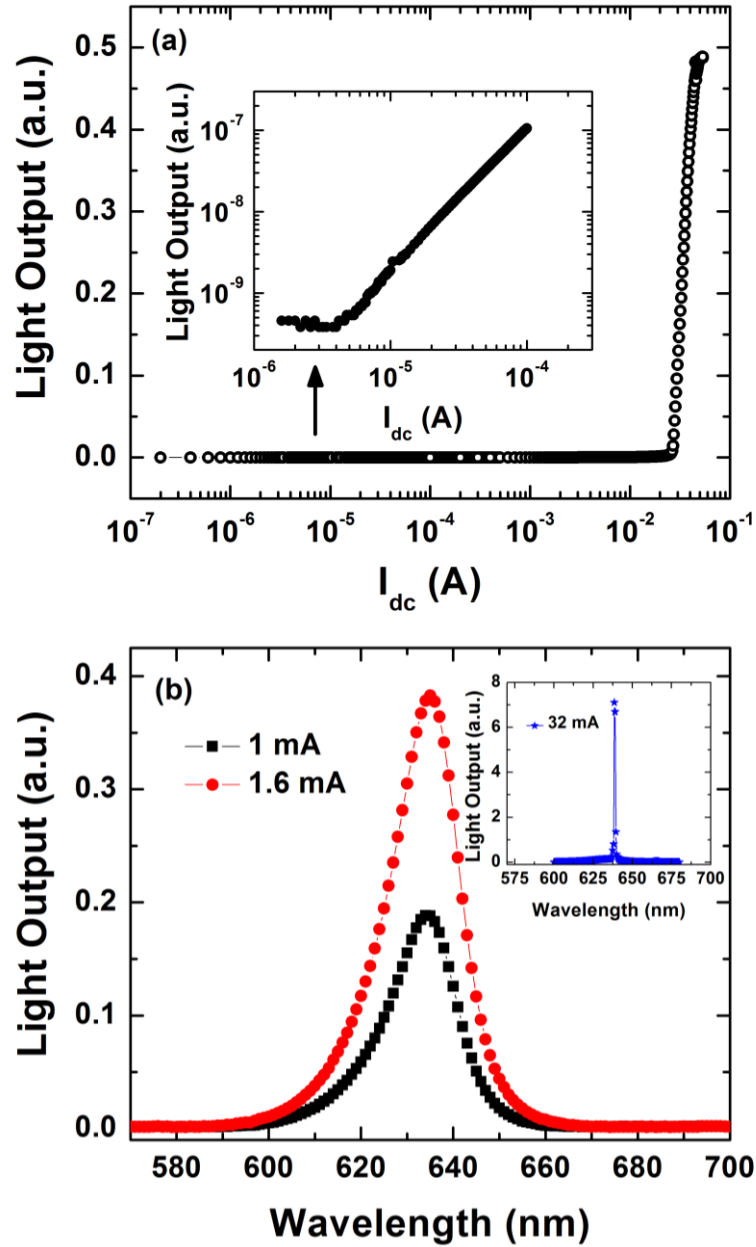 (a)
Light Output (a.u.)
0.5
0.4
0.3
0.2
0.1
0.0
10⁻⁷ 10⁻⁶ 10⁻⁵ 10⁻⁴ 10⁻³ 10⁻² 10⁻¹
I_dc (A)
Light Output (a.u.)
10⁻⁷
10⁻⁸
10⁻⁹
10⁻⁶ 10⁻⁵ 10⁻⁴
I_dc (A)
(b)
Light Output (a.u.)
0.4
0.3
0.2
0.1
0.0
1 mA
1.6 mA
580 600 620 640 660 680 700
Wavelength (nm)
Light Output (a.u.)
8
6
4
2
0
32 mA
575 600 625 650 675 700
Wavelength (nm)